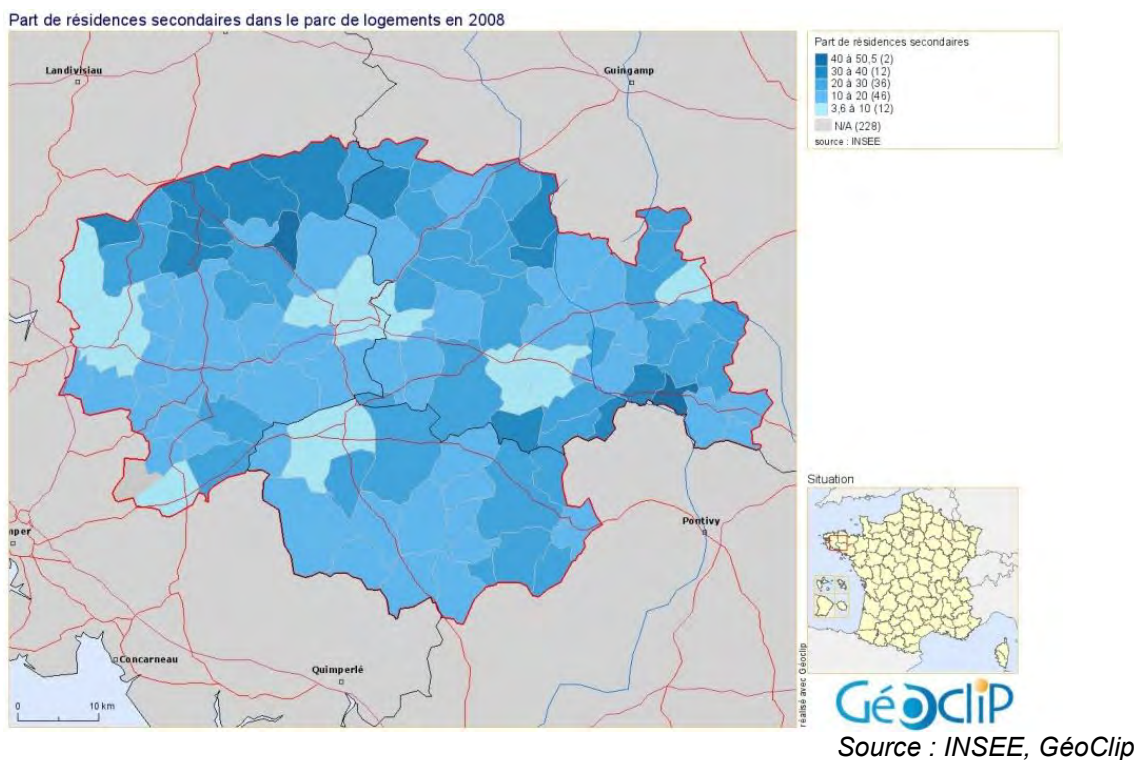 Part de résidences secondaires dans le parc de logements en 2008
Landivisiau
Guingamp
Pontivy
mper
Concarneau
Quimperlé
0 10 km
Part de résidences secondaires
40 à 50,5 (2)
30 à 40 (12)
20 à 30 (36)
10 à 20 (46)
3,6 à 10 (12)
N/A (228)
source : INSEE
Situation
réalisé avec Géoclip
GéOcliP
Source : INSEE, GéoClip